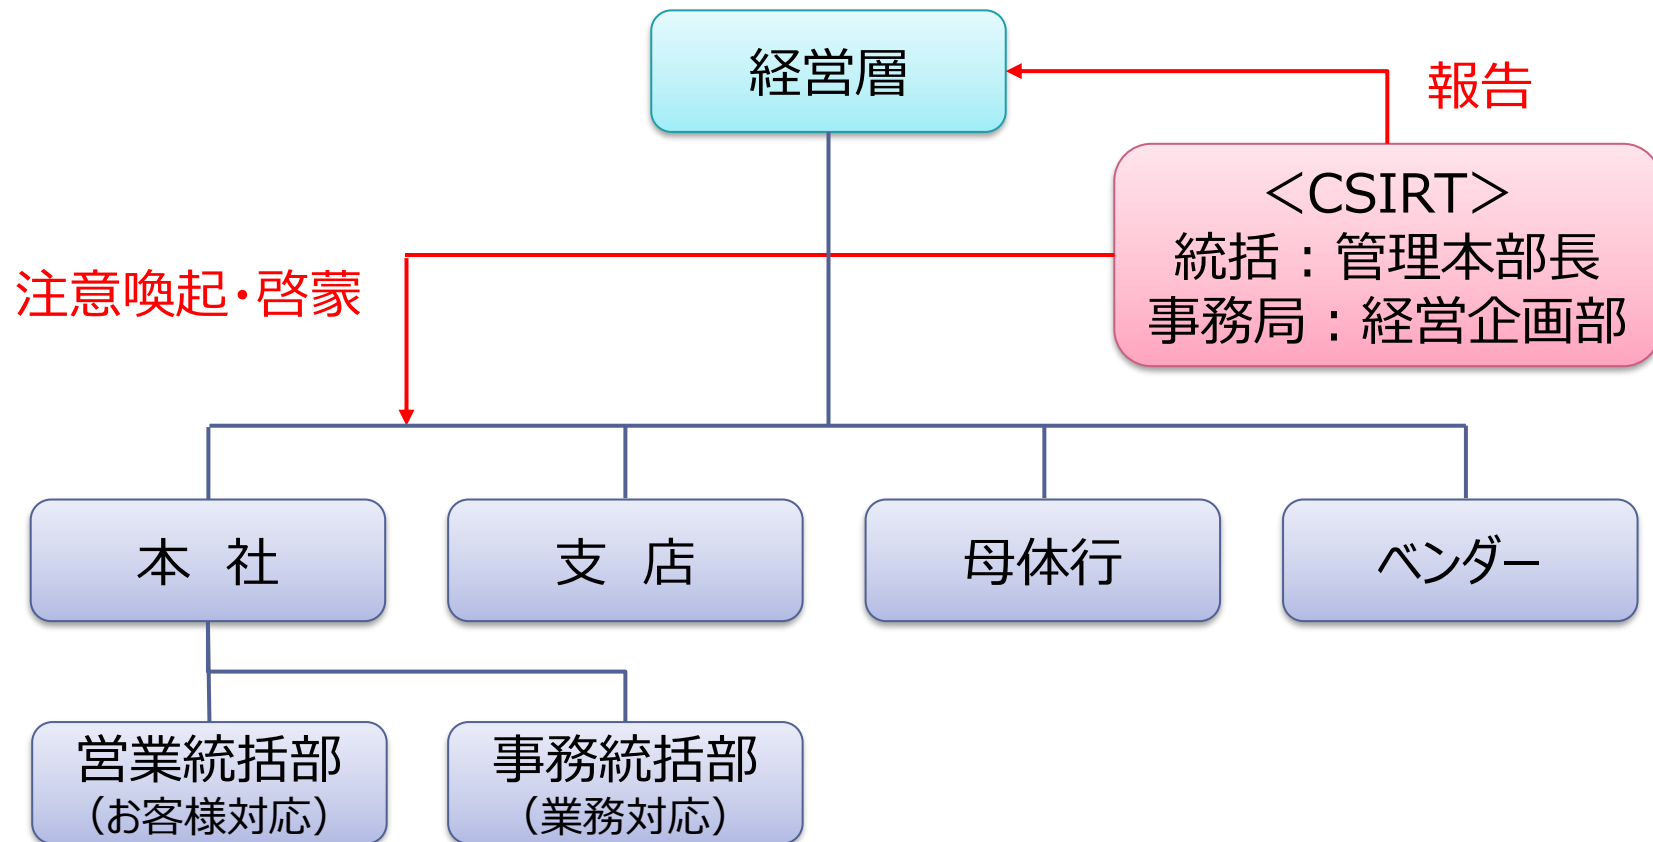 経営層
報告
＜CSIRT＞
統括：管理本部長
事務局：経営企画部
注意喚起・啓蒙
本　社
支　店
母体行
ベンダー
営業統括部
（お客様対応）
事務統括部
（業務対応）